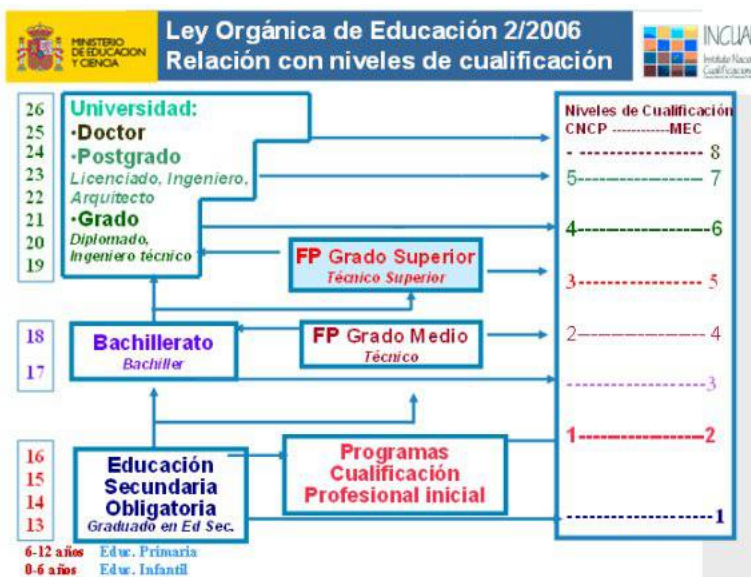 MINISTERIO
DE EDUCACION
Y CIENCIA
Ley Orgánica de Educación 2/2006
Relación con niveles de cualificación
INCUAL
Instituto Nacional
Cualificaciones
26
25
24
23
22
21
20
19
Universidad:
·Doctor
·Postgrado
Licenciado, Ingeniero,
Arquitecto
·Grado
Diplomado,
Ingeniero técnico
FP Grado Superior
Técnico Superior
18
17
Bachillerato
Bachiller
FP Grado Medio
Técnico
16
15
14
13
Educación
Secundaria
Obligatoria
Graduado en Ed Sec.
Programas
Cualificación
Profesional inicial
6-12 años Educ. Primaria
0-6 años Educ. Infantil
Niveles de Cualificación
CNCP -----------MEC
- ---------------- 8
5----------------7
4----------------6
3---------------- 5
2----------------4
----------------3
1----------------2
----------------1